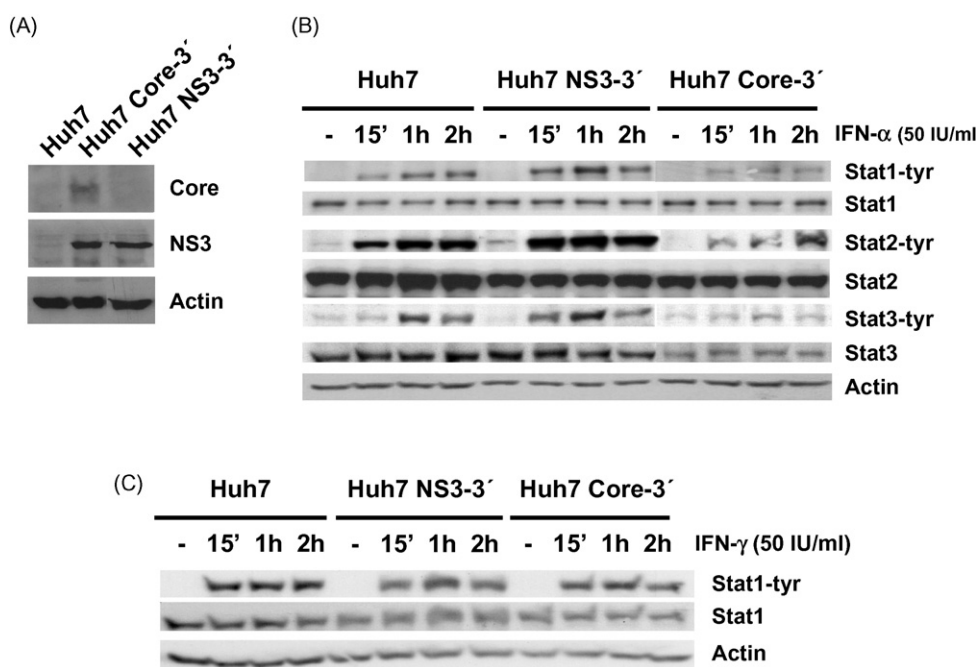 (A)
Huh7
Huh7 Core-3´
Huh7 NS3-3´
Core
NS3
Actin
(B)
Huh7 Huh7 NS3-3´ Huh7 Core-3´
- 15’ 1h 2h - 15’ 1h 2h - 15’ 1h 2h IFN-α (50 IU/ml
Stat1-tyr
Stat1
Stat2-tyr
Stat2
Stat3-tyr
Stat3
Actin
(C)
Huh7 Huh7 NS3-3´ Huh7 Core-3´
- 15’ 1h 2h - 15’ 1h 2h - 15’ 1h 2h IFN-γ (50 IU/ml)
Stat1-tyr
Stat1
Actin